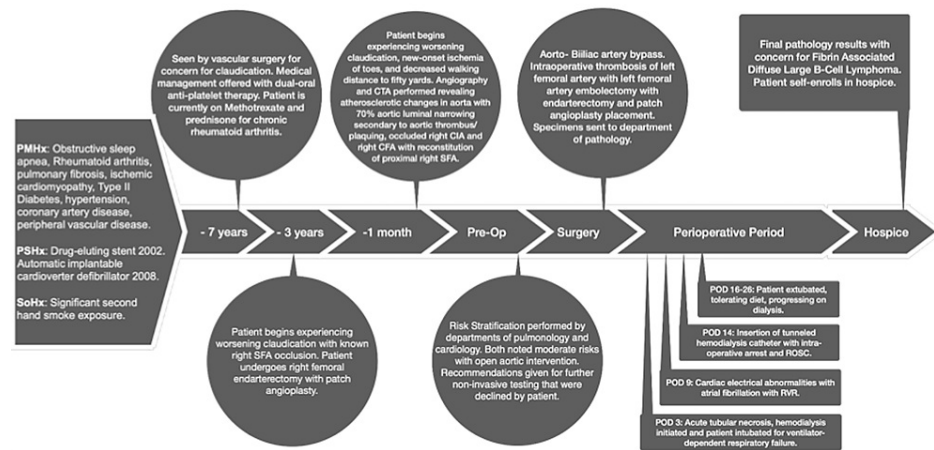 PMHx: Obstructive sleep
apnea, Rheumatoid arthritis,
pulmonary fibrosis, ischemic
cardiomyopathy, Type II
Diabetes, hypertension,
coronary artery disease,
peripheral vascular disease.
PSHx: Drug-eluting stent 2002.
Automatic implantable
cardioverter defibrillator 2008.
SoHx: Significant second
hand smoke exposure.
Seen by vascular surgery for
concern for claudication. Medical
management offered with dual-oral
anti-platelet therapy. Patient is
currently on Methotrexate and
prednisone for chronic
rheumatoid arthritis.
Patient begins
experiencing worsening
claudication, new-onset ischemia
of toes, and decreased walking
distance to fifty yards. Angiography
and CTA performed revealing
atherosclerotic changes in aorta with
70% aortic luminal narrowing
secondary to aortic thrombus/
plaquing, occluded right CIA and
right CFA with reconstitution
of proximal right SFA.
Aorto- Biiliac artery bypass.
Intraoperative thrombosis of left
femoral artery with left femoral
artery embolectomy with
endarterectomy and patch
angioplasty placement.
Specimens sent to department
of pathology.
Final pathology results with
concern for Fibrin Associated
Diffuse Large B-Cell Lymphoma.
Patient self-enrolls in hospice.
- 7 years
- 3 years
-1 month
Pre-Op
Surgery
Perioperative Period
Hospice
Patient begins experiencing
worsening claudication with known
right SFA occlusion. Patient
undergoes right femoral
endarterectomy with patch
angioplasty.
Risk Stratification performed by
departments of pulmonology and
cardiology. Both noted moderate risks
with open aortic intervention.
Recommendations given for further
non-invasive testing that were
declined by patient.
POD 16-26: Patient extubated,
tolerating diet, progressing on
dialysis.
POD 14: Insertion of tunneled
hemodialysis catheter with intra-
operative arrest and ROSC.
POD 9: Cardiac electrical abnormalities with
atrial fibrillation with RVR.
POD 3: Acute tubular necrosis, hemodialysis
initiated and patient intubated for ventilator-
dependent respiratory failure.